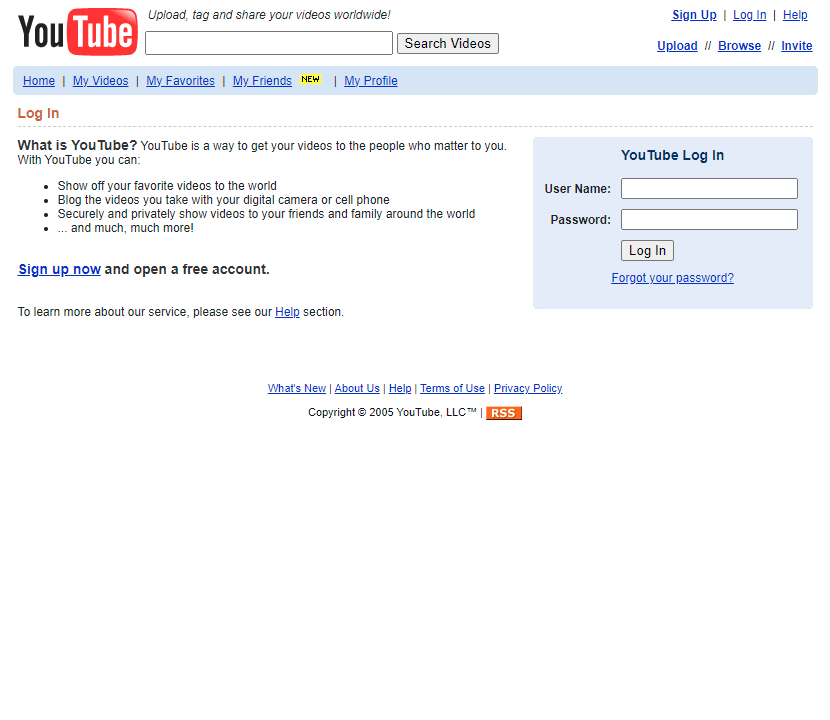 YouTube
Upload, tag and share your videos worldwide!
Sign Up | Log In | Help
Search Videos
Upload // Browse // Invite
Home | My Videos | My Favorites | My Friends NEW | My Profile
Log In
What is YouTube? YouTube is a way to get your videos to the people who matter to you.
With YouTube you can:
• Show off your favorite videos to the world
• Blog the videos you take with your digital camera or cell phone
• Securely and privately show videos to your friends and family around the world
• ... and much, much more!
Sign up now and open a free account.
To learn more about our service, please see our Help section.
YouTube Log In
User Name:
Password:
Log In
Forgot your password?
What's New | About Us | Help | Terms of Use | Privacy Policy
Copyright © 2005 YouTube, LLC™ | RSS